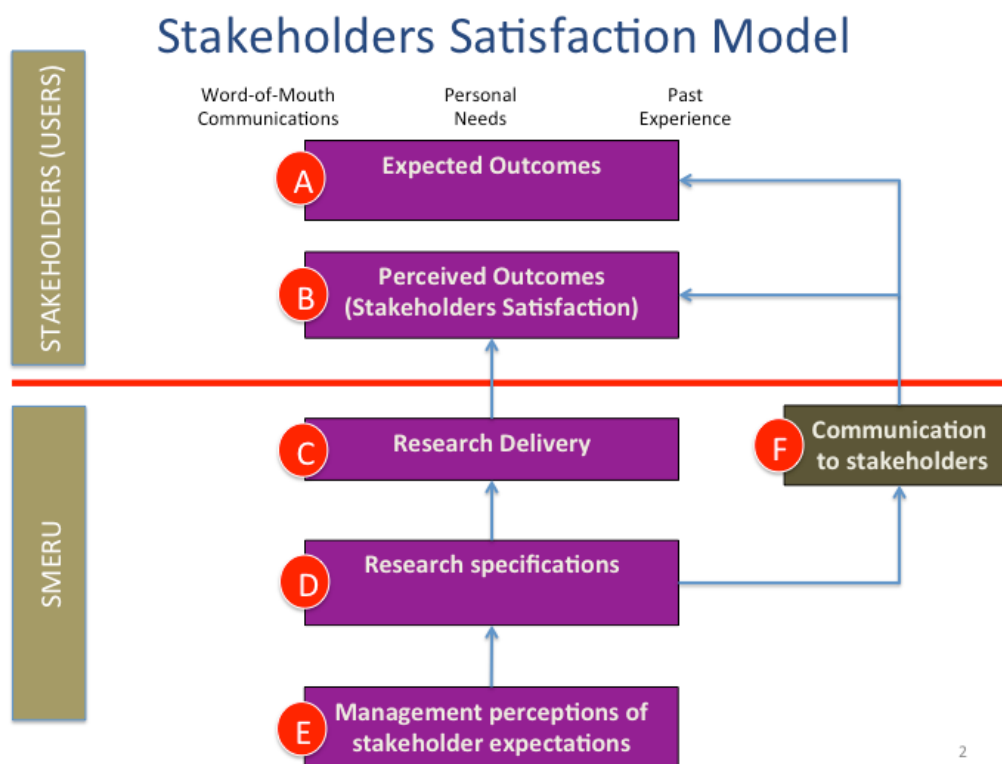 Stakeholders Satisfaction Model
STAKEHOLDERS (USERS)
Word-of-Mouth
Communications
Personal
Needs
Past
Experience
A
Expected Outcomes
B
Perceived Outcomes
(Stakeholders Satisfaction)
SMERU
C
Research Delivery
F
Communication
to stakeholders
D
Research specifications
E
Management perceptions of
stakeholder expectations
2